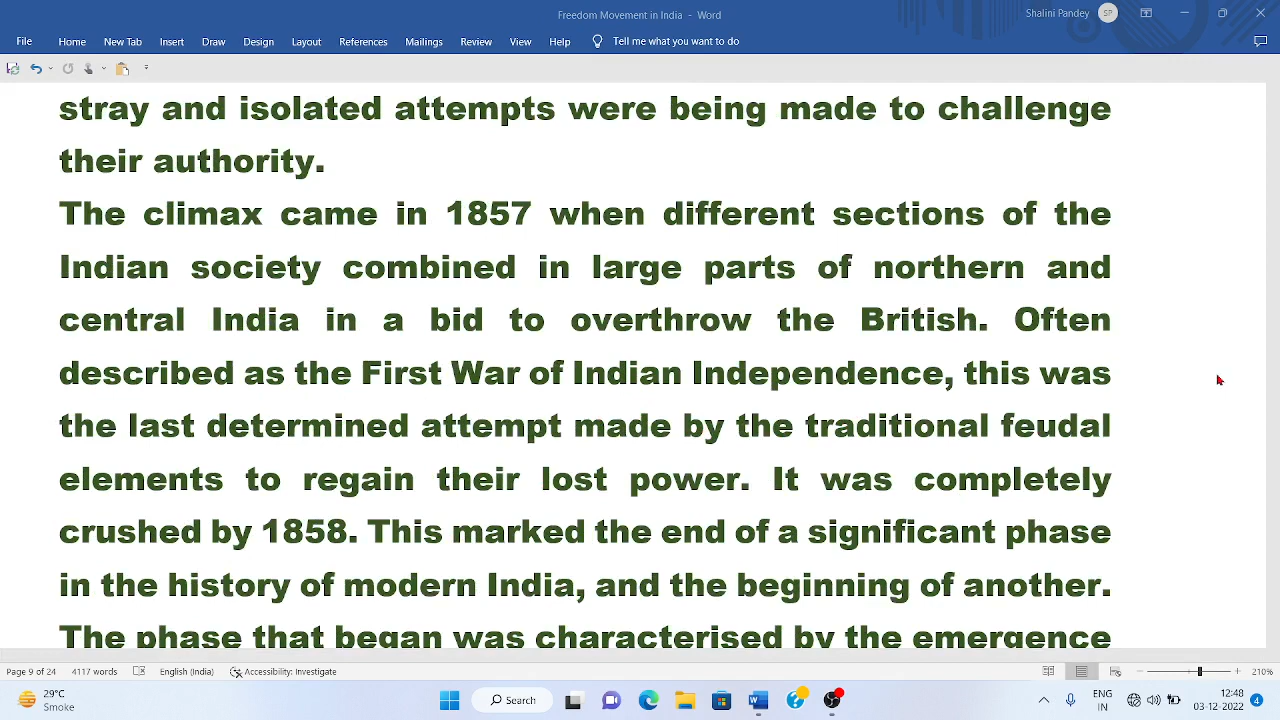 Freedom Movement in India - Word
Shalini Pandey
SP
File Home New Tab Insert Draw Design Layout References Mailings Review View Help Tell me what you want to do
stray and isolated attempts were being made to challenge
their authority.
The climax came in 1857 when different sections of the
Indian society combined in large parts of northern and
central India in a bid to overthrow the British. Often
described as the First War of Indian Independence, this was
the last determined attempt made by the traditional feudal
elements to regain their lost power. It was completely
crushed by 1858. This marked the end of a significant phase
in the history of modern India, and the beginning of another.
The phase that began was characterised by the emergence
Page 9 of 24 4117 words English (India) Accessibility: Investigate 210%
29°C
Smoke
Search
ENG
IN
12:48
03-12-2022
4